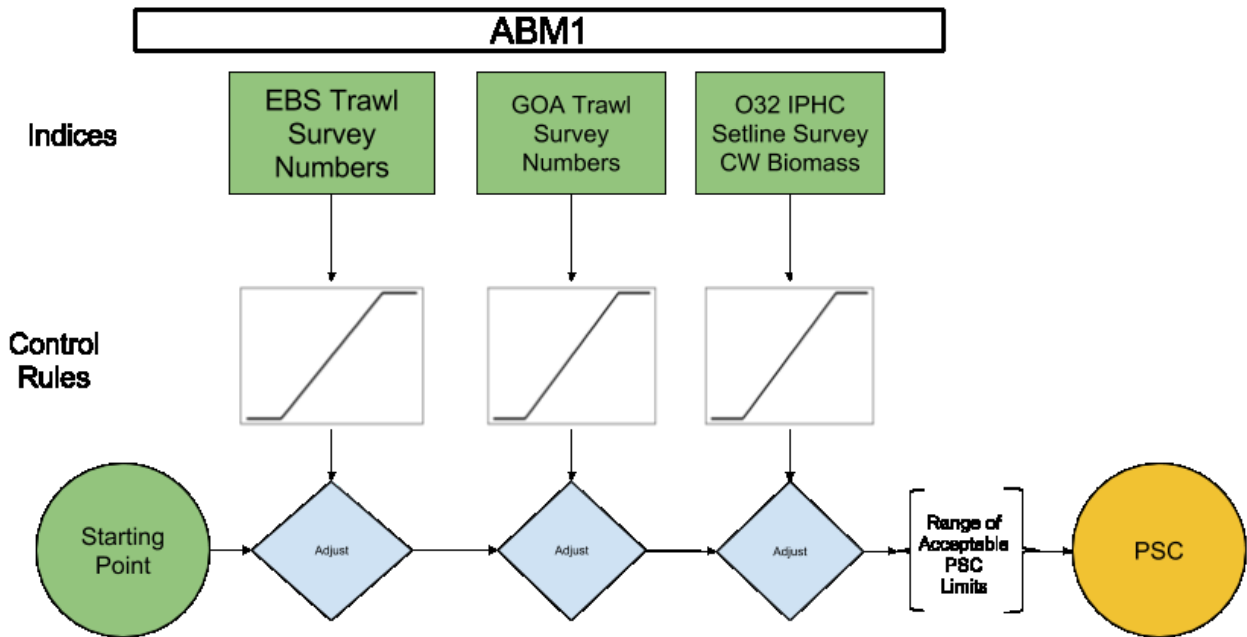 ABM1
Indices
EBS Trawl
Survey
Numbers
GOA Trawl
Survey
Numbers
O32 IPHC
Setline Survey
CW Biomass
Control
Rules
Starting
Point
Adjust
Adjust
Adjust
Range of
Acceptable
PSC
Limits
PSC